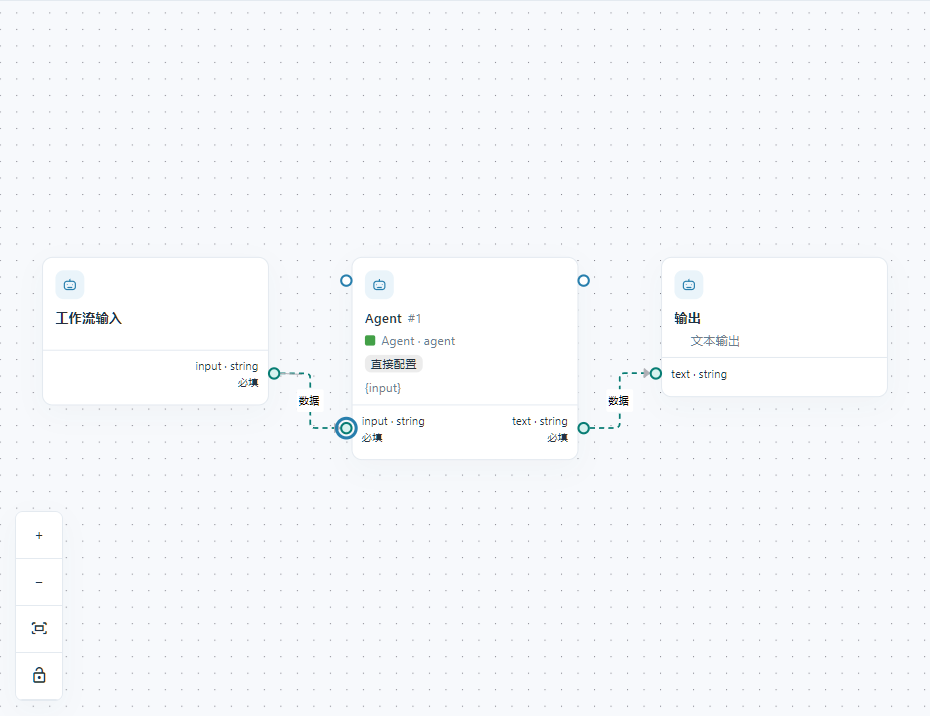 工作流输入
input · string
必填
数据
Agent #1
Agent · agent
直接配置
{input}
input · string
必填
text · string
必填
数据
输出
文本输出
text · string
+
−